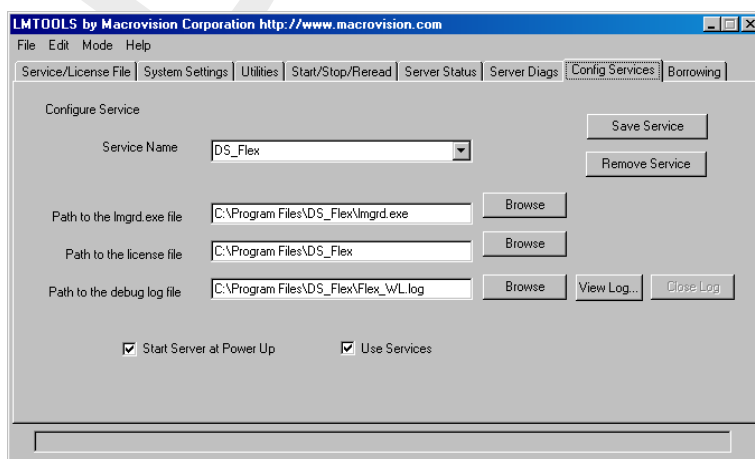 LMTOOLS by Macrovision Corporation http://www.macrovision.com
File Edit Mode Help
Service/License File System Settings Utilities Start/Stop/Reread Server Status Server Diags Config Services Borrowing
Configure Service
Save Service
Service Name DS_Flex
Remove Service
Path to the lmgrd.exe file C:\Program Files\DS_Flex\lmgrd.exe Browse
Path to the license file C:\Program Files\DS_Flex Browse
Path to the debug log file C:\Program Files\DS_Flex\Flex_WL.log Browse View Log... Close Log
Start Server at Power Up Use Services